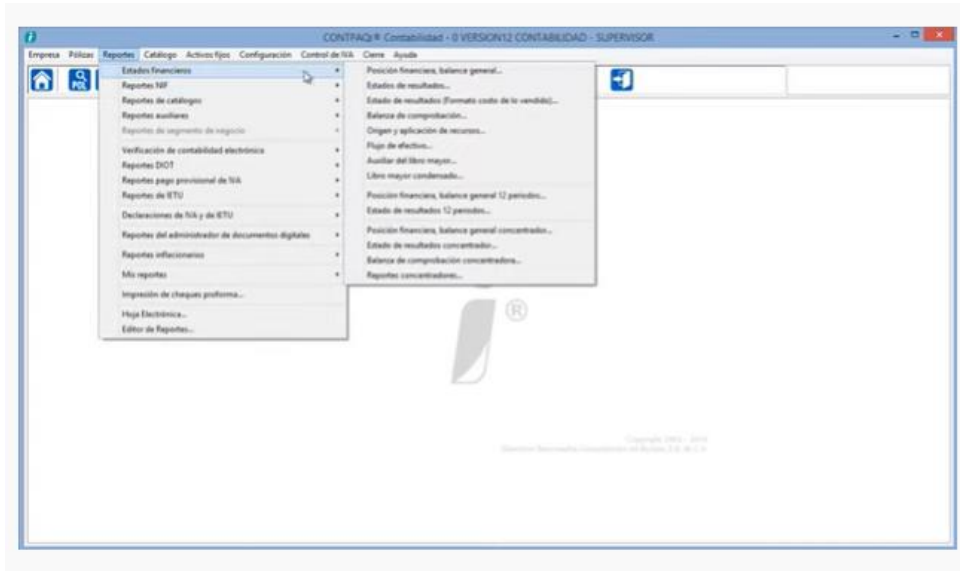 CONTPAQi® Contabilidad - 0 VERSION12 CONTABILIDAD - SUPERVISOR
Empresa Pólizas Reportes Catálogo Activos fijos Configuración Control de IVA Cierre Ayuda
POL
Estados financieros
Reportes NIF
Reportes de catálogos
Reportes auxiliares
Reportes de segmento de negocio
Verificación de contabilidad electrónica
Reportes DIOT
Reportes pago provisional de IVA
Reportes de IETU
Declaraciones de IVA y de IETU
Reportes del administrador de documentos digitales
Reportes inflacionarios
Mis reportes
Impresión de cheques proforma...
Hoja Electrónica...
Editor de Reportes...
Posición financiera, balance general...
Estados de resultados...
Estado de resultados (Formato costo de lo vendido)...
Balanza de comprobación...
Origen y aplicación de recursos...
Flujo de efectivo...
Auxiliar del libro mayor...
Libro mayor condensado...
Posición financiera, balance general 12 periodos...
Estado de resultados 12 periodos...
Posición financiera, balance general concentrador...
Estado de resultados concentrador...
Balanza de comprobación concentradora...
Reportes concentradores...
®